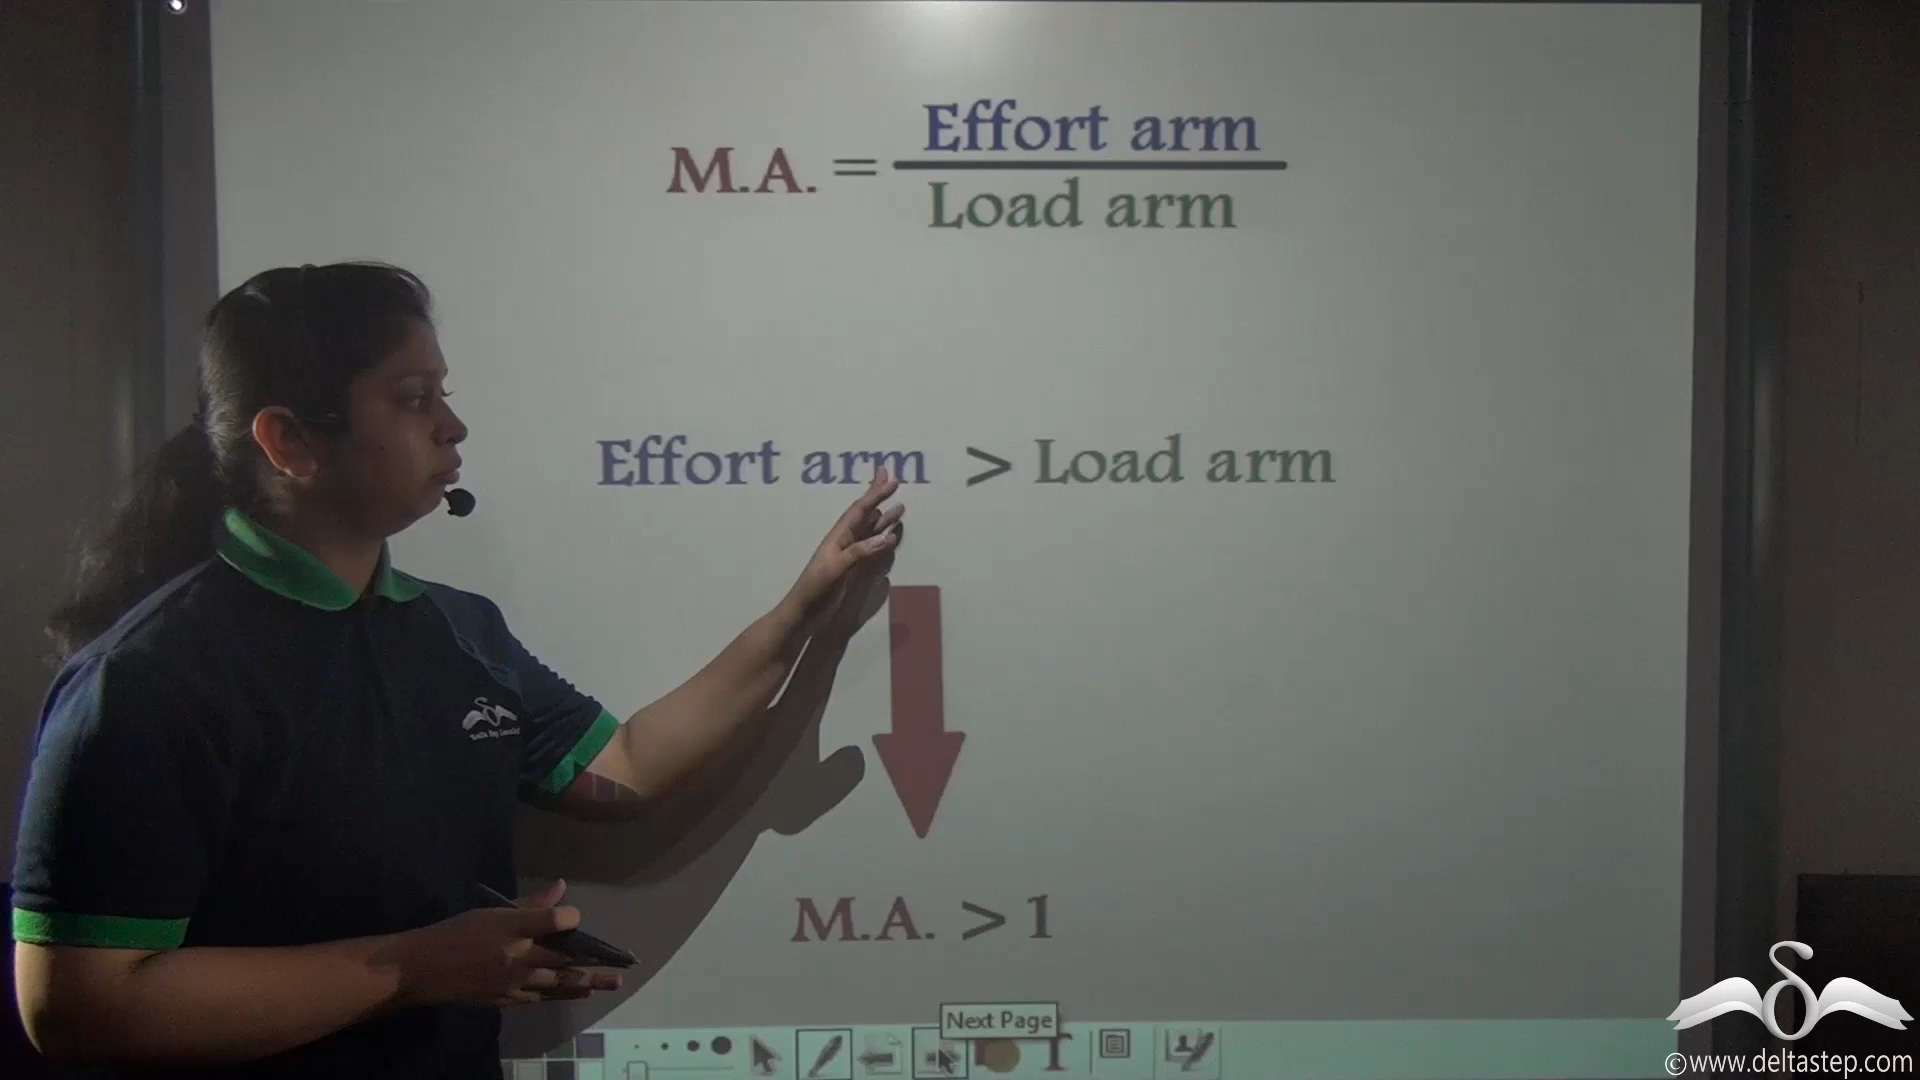 M.A. = Effort arm
Load arm
Effort arm > Load arm
M.A. > 1
Next Page
T
©www.deltastep.com